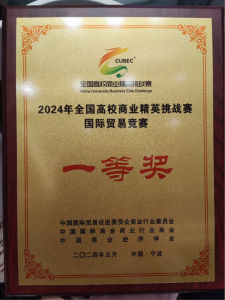 CUBEC
全国高校商业精英挑战赛
China University Business Elite Challenge
2024年全国高校商业精英挑战赛
国际贸易竞赛
一等奖
中国国际贸易促进委员会商业行业委员会
中国国际商会商业行业商会
中国商业经济学会
二〇二四年五月 中国·宁波